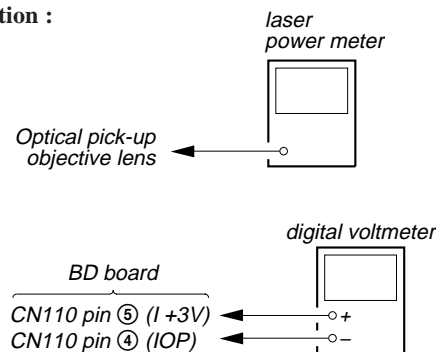 laser
power meter
Optical pick-up
objective lens
digital voltmeter
BD board
CN110 pin ⑤ (I +3V)
+
CN110 pin ④ (IOP)
–